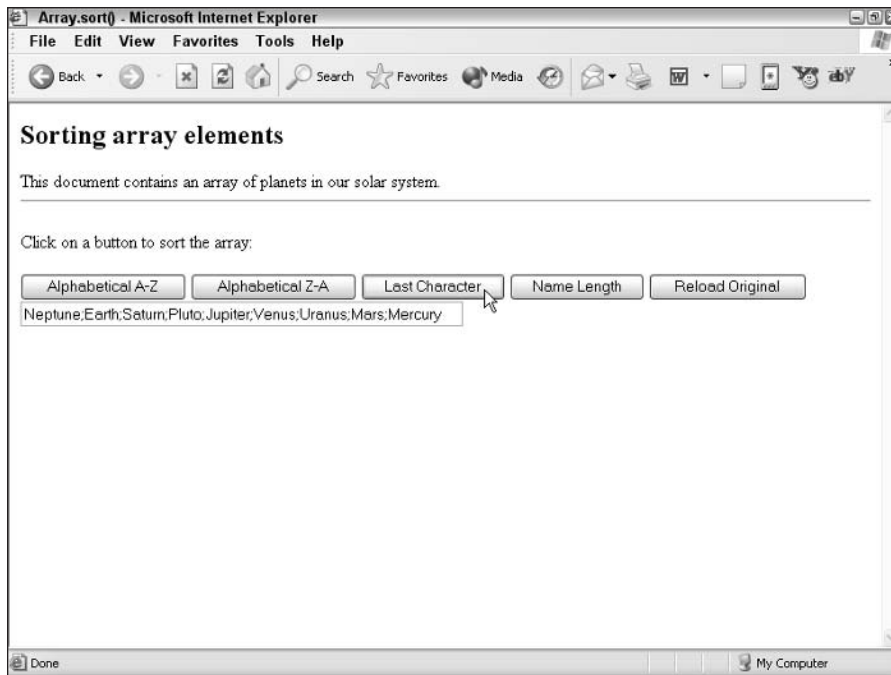 Array.sort() - Microsoft Internet Explorer
File Edit View Favorites Tools Help
Back Search Favorites Media W abY
Sorting array elements
This document contains an array of planets in our solar system.
Click on a button to sort the array:
Alphabetical A-Z Alphabetical Z-A Last Character Name Length Reload Original
Neptune;Earth;Saturn;Pluto;Jupiter;Venus;Uranus;Mars;Mercury
Done My Computer